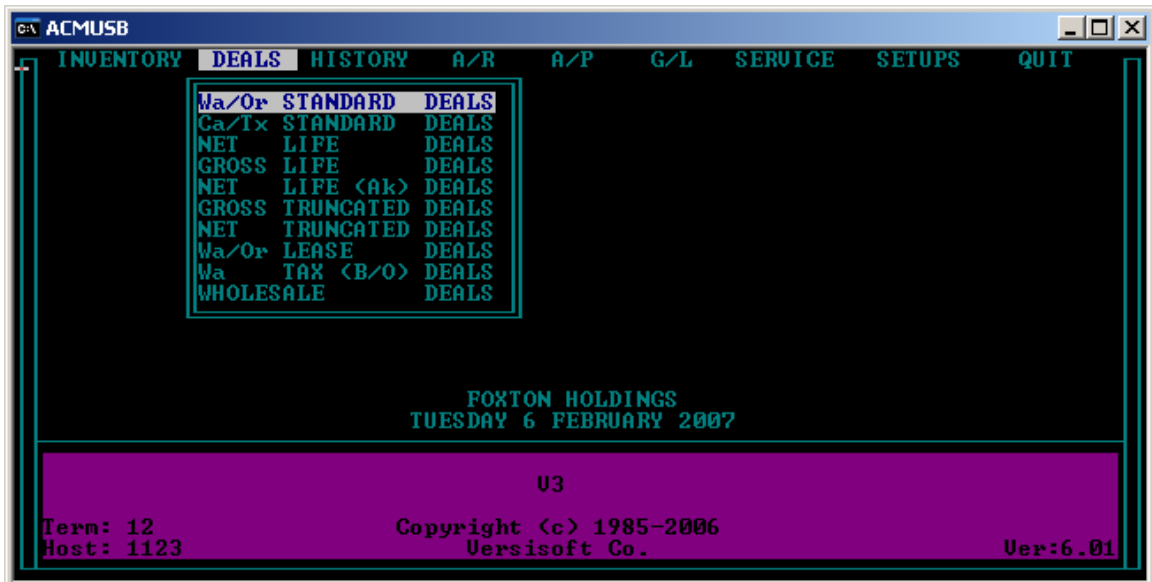 ACMUSB
INVENTORY DEALS HISTORY A/R A/P G/L SERVICE SETUPS QUIT
Wa/Or STANDARD DEALS
Ca/Tx STANDARD DEALS
NET LIFE DEALS
GROSS LIFE DEALS
NET LIFE (Ak) DEALS
GROSS TRUNCATED DEALS
NET TRUNCATED DEALS
Wa/Or LEASE DEALS
Wa TAX (B/O) DEALS
WHOLESALE DEALS
FOXTON HOLDINGS
TUESDAY 6 FEBRUARY 2007
V3
Term: 12 Copyright (c) 1985-2006
Host: 1123 Versisoft Co. Ver:6.01